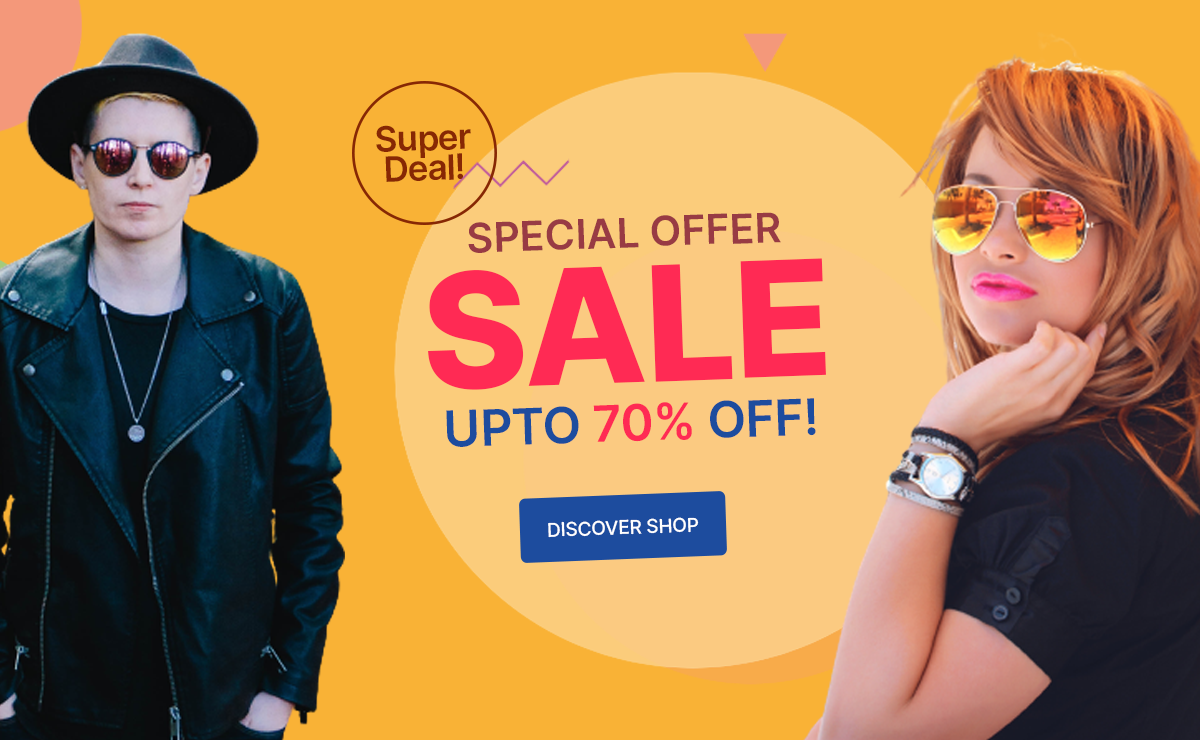 Super
Deal!
SPECIAL OFFER
SALE
UPTO 70% OFF!
DISCOVER SHOP